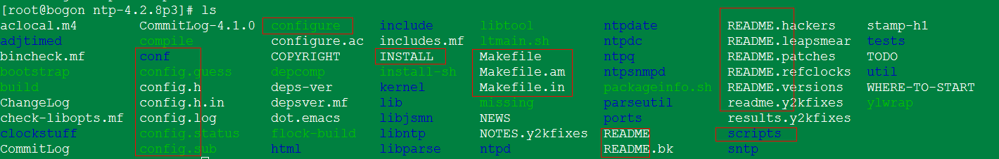 [root@bogon ntp-4.2.8p3]# ls
aclocal.m4 CommitLog-4.1.0 configure include libtool ntpdate README.hackers stamp-h1
adjtimed compile configure.ac includes.mf ltmain.sh ntpdc README.leapsmear tests
bincheck.mf conf COPYRIGHT INSTALL Makefile ntpq README.patches TODO
bootstrap config.guess depcomp install-sh Makefile.am ntpsnmpd README.refclocks util
build config.h deps-ver kernel Makefile.in packageinfo.sh README.versions WHERE-TO-START
ChangeLog config.h.in depsver.mf lib missing parseutil readme.y2kfixes ylwrap
check-libopts.mf config.log dot.emacs libjsmn NEWS ports results.y2kfixes
clockstuff config.status flock-build libntp NOTES.y2kfixes README scripts
CommitLog config.sub html libparse ntpd README.bk sntp